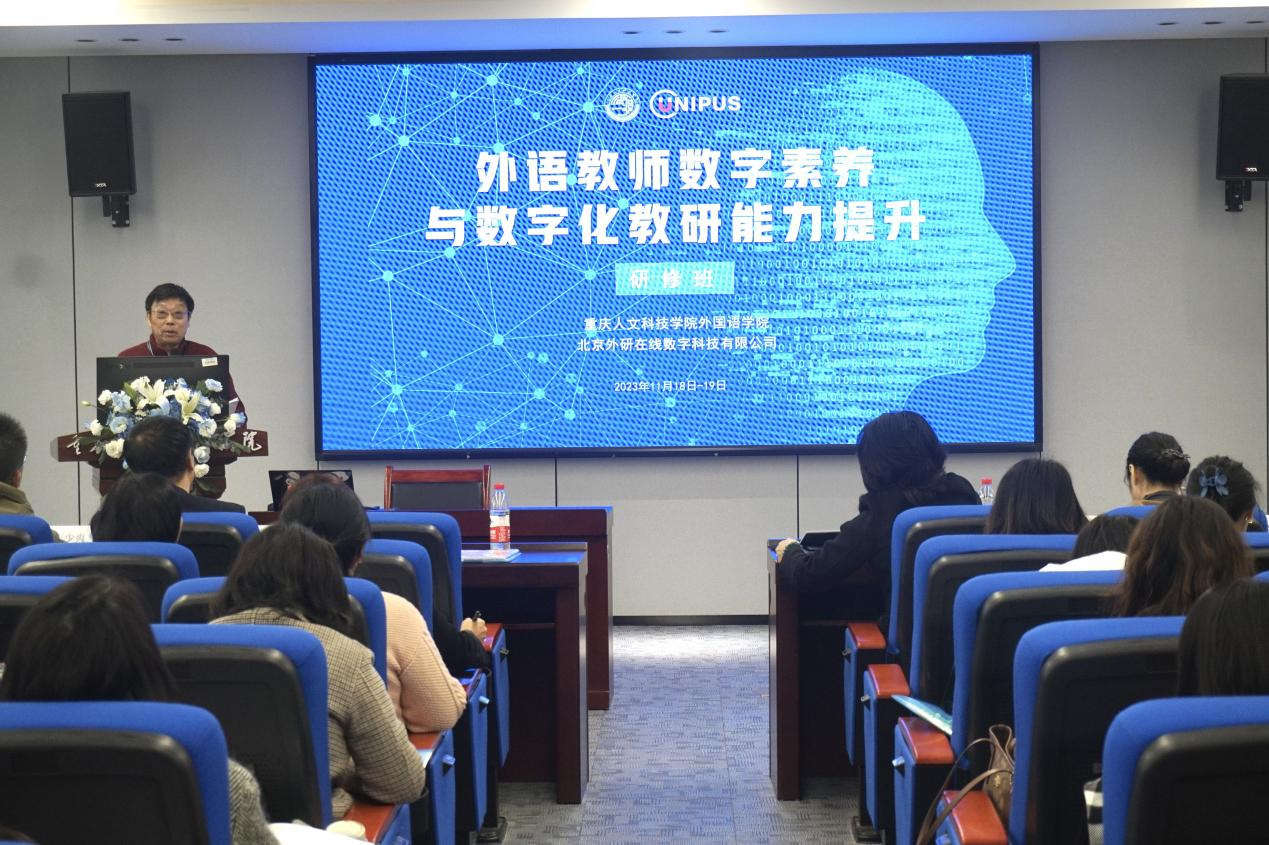 UNIPUS
外语教师数字素养
与数字化教研能力提升
研修班
重庆人文科技学院外国语学院
北京外研在线数字科技有限公司
2023年11月18日-19日
院